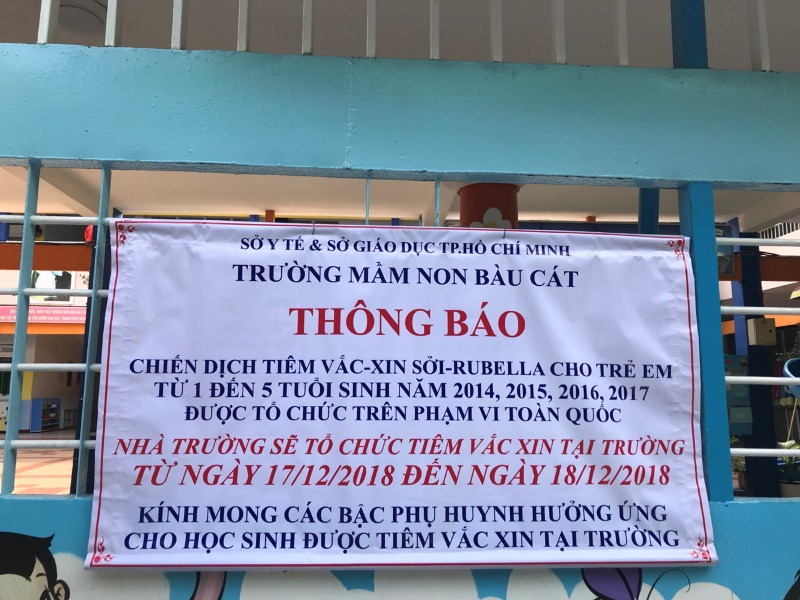 SỞ Y TẾ & SỞ GIÁO DỤC TP.HỒ CHÍ MINH
TRƯỜNG MẦM NON BÀU CÁT
THÔNG BÁO
CHIẾN DỊCH TIÊM VẮC-XIN SỞI-RUBELLA CHO TRẺ EM
TỪ 1 ĐẾN 5 TUỔI SINH NĂM 2014, 2015, 2016, 2017
ĐƯỢC TỔ CHỨC TRÊN PHẠM VI TOÀN QUỐC
NHÀ TRƯỜNG SẼ TỔ CHỨC TIÊM VẮC XIN TẠI TRƯỜNG
TỪ NGÀY 17/12/2018 ĐẾN NGÀY 18/12/2018
KÍNH MONG CÁC BẬC PHỤ HUYNH HƯỞNG ỨNG
CHO HỌC SINH ĐƯỢC TIÊM VẮC XIN TẠI TRƯỜNG